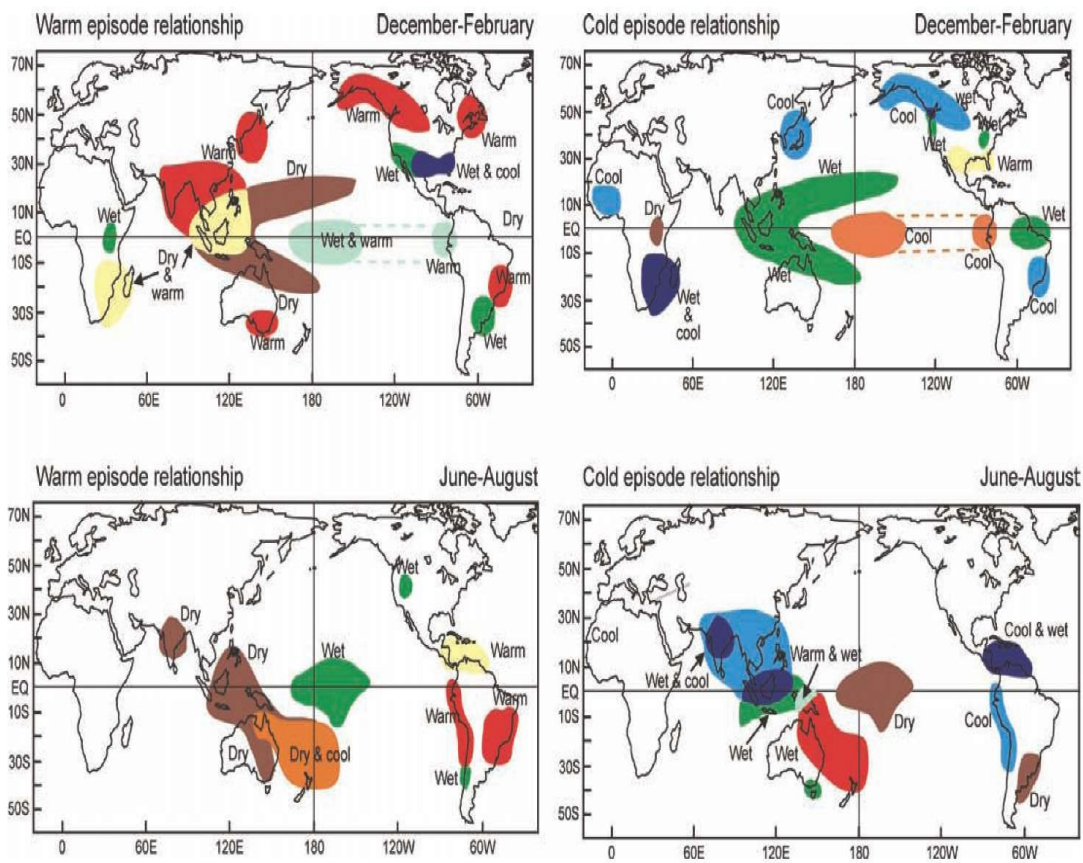 Warm episode relationship December-February
70N
50N
30N
10N
EQ
10S
30S
50S
0 60E 120E 180 120W 60W
Warm
Warm
Warm
Dry
Wet
Wet & cool
Wet
Dry
Wet & warm
Warm
Dry & warm
Dry
Warm
Warm
Wet
Cold episode relationship December-February
70N
50N
30N
10N
EQ
10S
30S
50S
0 60E 120E 180 120W 60W
& wet
Cool
Cool
Wet
Wet
Wet
Warm
Dry
Wet
Cool
Wet
Cool
Wet & cool
Cool
Warm episode relationship June-August
70N
50N
30N
10N
EQ
10S
30S
50S
0 60E 120E 180 120W 60W
Wet
Dry
Dry
Wet
Warm
Warm
Warm
Dry
Dry & cool
Wet
Cold episode relationship June-August
70N
50N
30N
10N
EQ
10S
30S
50S
0 60E 120E 180 120W 60W
Cool
Cool & wet
Warm & wet
Wet & cool
Dry
Cool
Wet
Wet
Dry